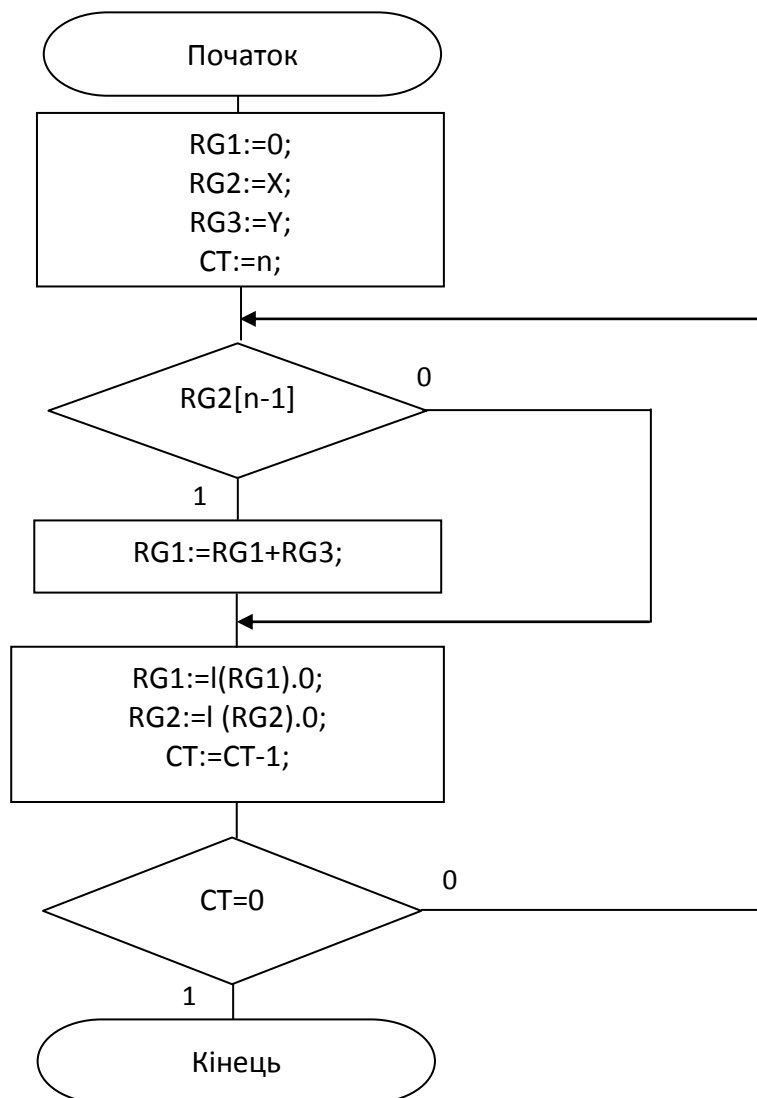 Початок
RG1:=0;
RG2:=X;
RG3:=Y;
CT:=n;
RG2[n-1]
0
1
RG1:=RG1+RG3;
RG1:=l(RG1).0;
RG2:=l (RG2).0;
CT:=CT-1;
CT=0
0
1
Кінець